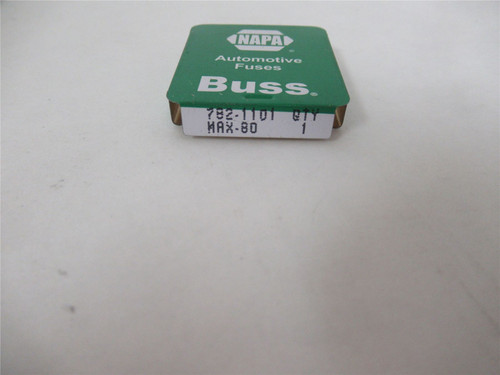 NAPA
Automotive
Fuses
Buss®
782-1101 QTY
MAX-80 1